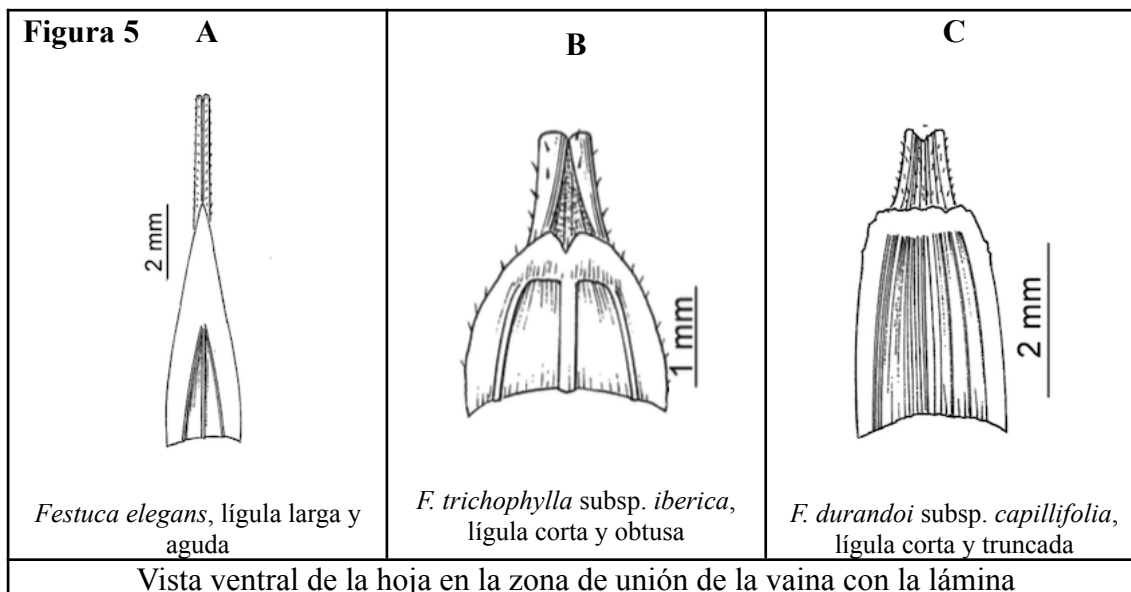 Figura 5
A
B
C
2 mm
1 mm
2 mm
Festuca elegans, lígula larga y
aguda
F. trichophylla subsp. iberica,
lígula corta y obtusa
F. durandoi subsp. capillifolia,
lígula corta y truncada
Vista ventral de la hoja en la zona de unión de la vaina con la lámina